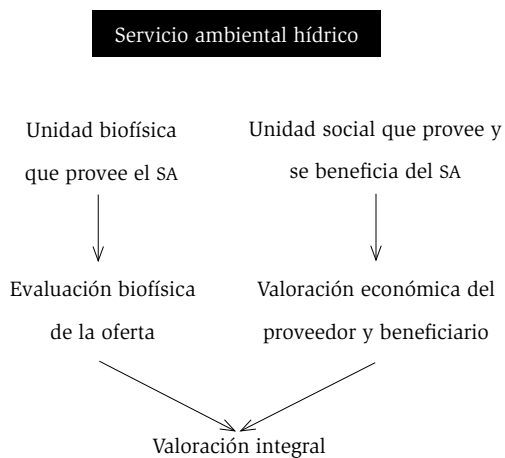 Servicio ambiental hídrico
Unidad biofísica
que provee el SA
Unidad social que provee y
se beneficia del SA
Evaluación biofísica
de la oferta
Valoración económica del
proveedor y beneficiario
Valoración integral